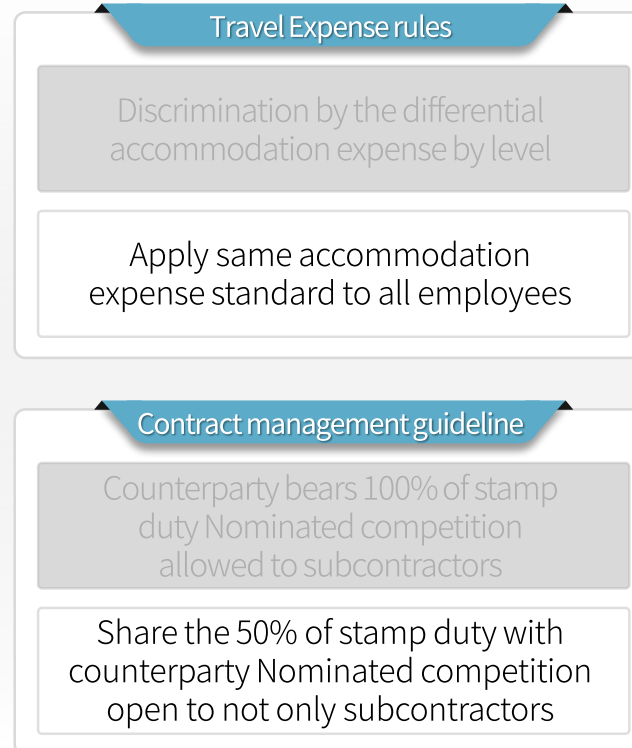 Travel Expense rules
Discrimination by the differential
accommodation expense by level
Apply same accommodation
expense standard to all employees
Contract management guideline
Counterparty bears 100% of stamp
duty Nominated competition
allowed to subcontractors
Share the 50% of stamp duty with
counterparty Nominated competition
open to not only subcontractors